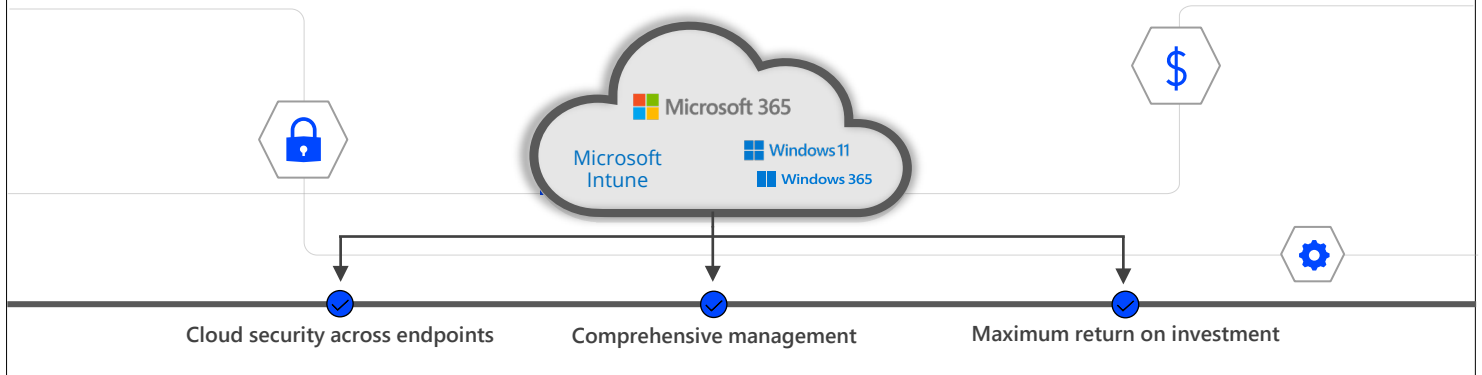 $
Microsoft 365
Microsoft
Intune
Windows 11
Windows 365
Cloud security across endpoints
Comprehensive management
Maximum return on investment